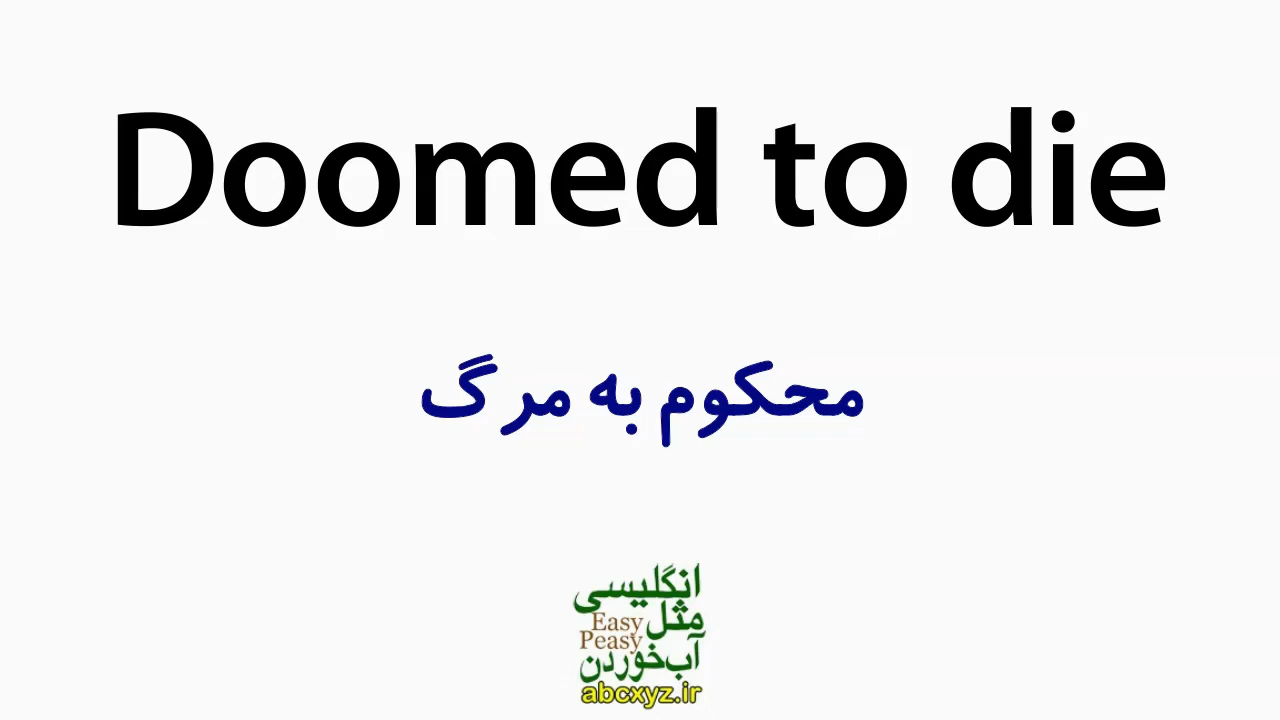 Doomed to die
محکوم به مرگ
انگلیسی
مثل
Easy
Peasy
آب‌خوردن
abcxyz.ir